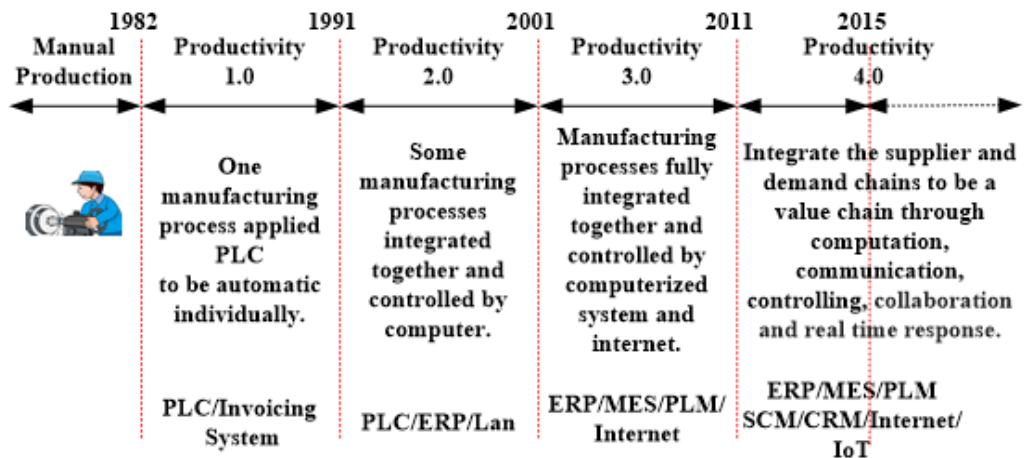 1982
1991
2001
2011
2015
Manual
Production
Productivity
1.0
Productivity
2.0
Productivity
3.0
Productivity
4.0
One
manufacturing
process applied
PLC
to be automatic
individually.
Some
manufacturing
processes
integrated
together and
controlled by
computer.
Manufacturing
processes fully
integrated
together and
controlled by
computerized
system and
internet.
Integrate the supplier and
demand chains to be a
value chain through
computation,
communication,
controlling, collaboration
and real time response.
PLC/Invoicing
System
PLC/ERP/Lan
ERP/MES/PLM/
Internet
ERP/MES/PLM
SCM/CRM/Internet/
IoT